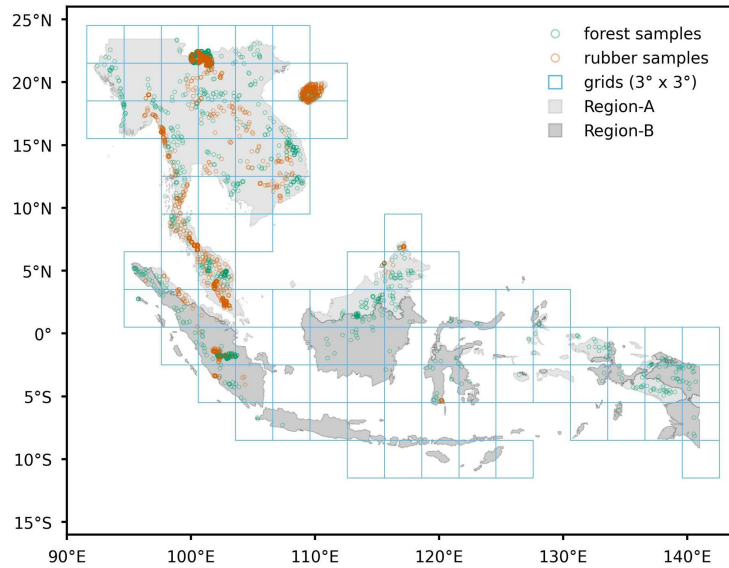 25°N
20°N
15°N
10°N
5°N
0°
5°S
10°S
15°S
forest samples
rubber samples
grids (3° x 3°)
Region-A
Region-B
90°E
100°E
110°E
120°E
130°E
140°E